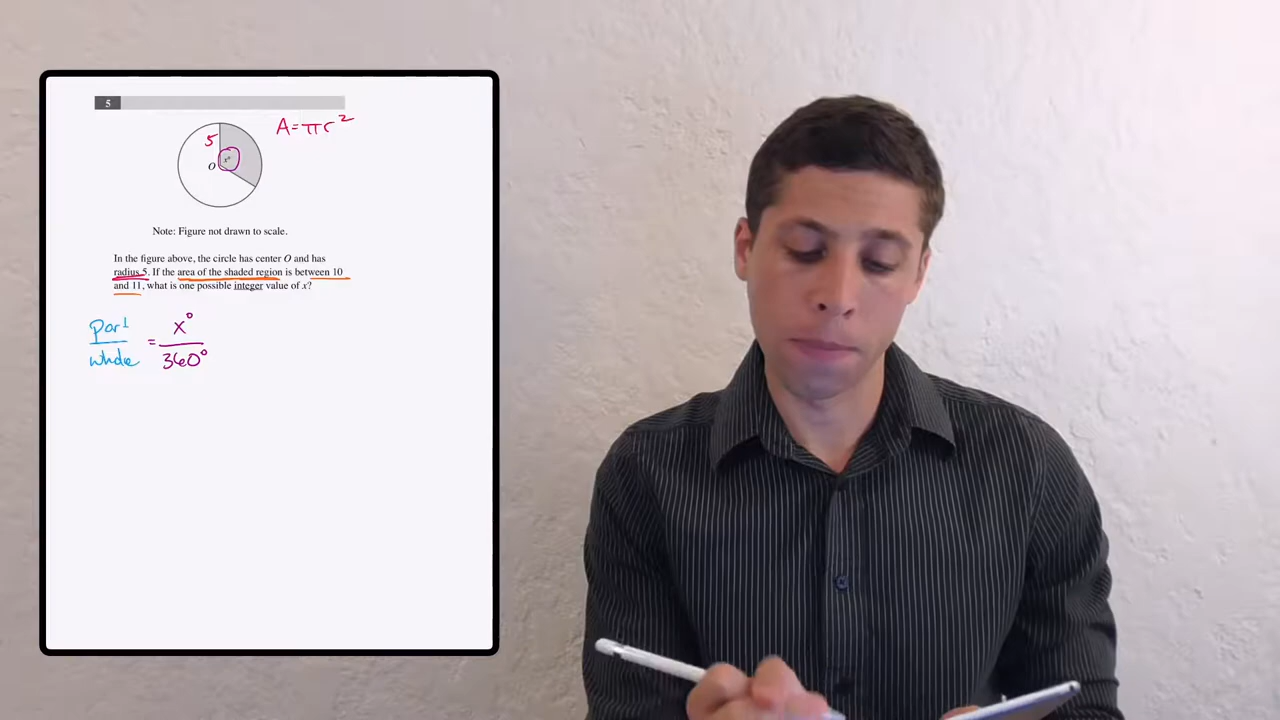 5
A=πr²
5
x°
O
Note: Figure not drawn to scale.
In the figure above, the circle has center O and has
radius 5. If the area of the shaded region is between 10
and 11, what is one possible integer value of x?
part x°
whole = 360°